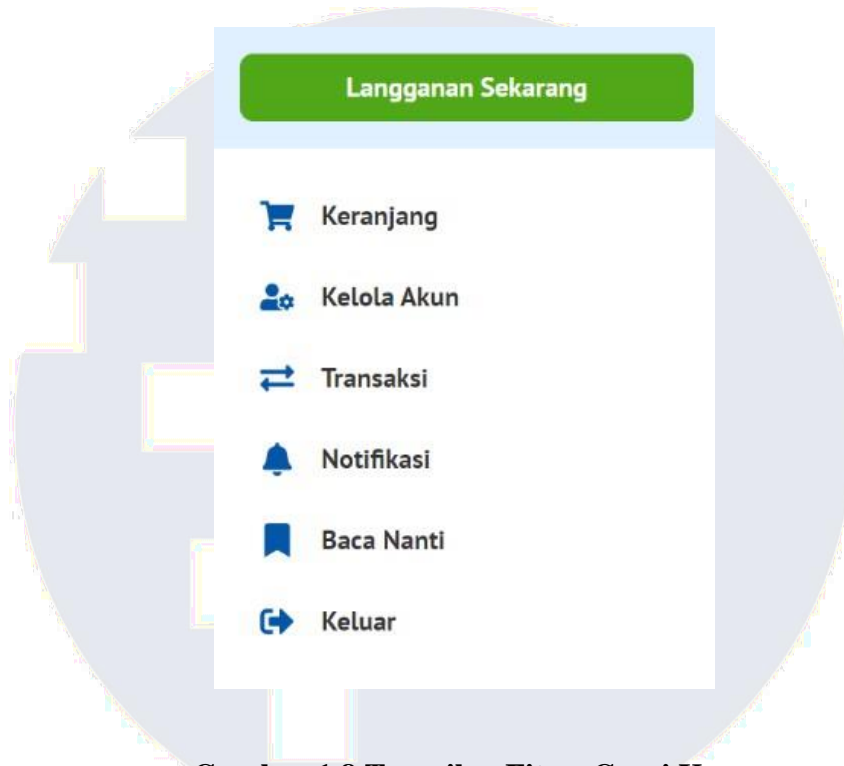 Langganan Sekarang
Keranjang
Kelola Akun
Transaksi
Notifikasi
Baca Nanti
Keluar